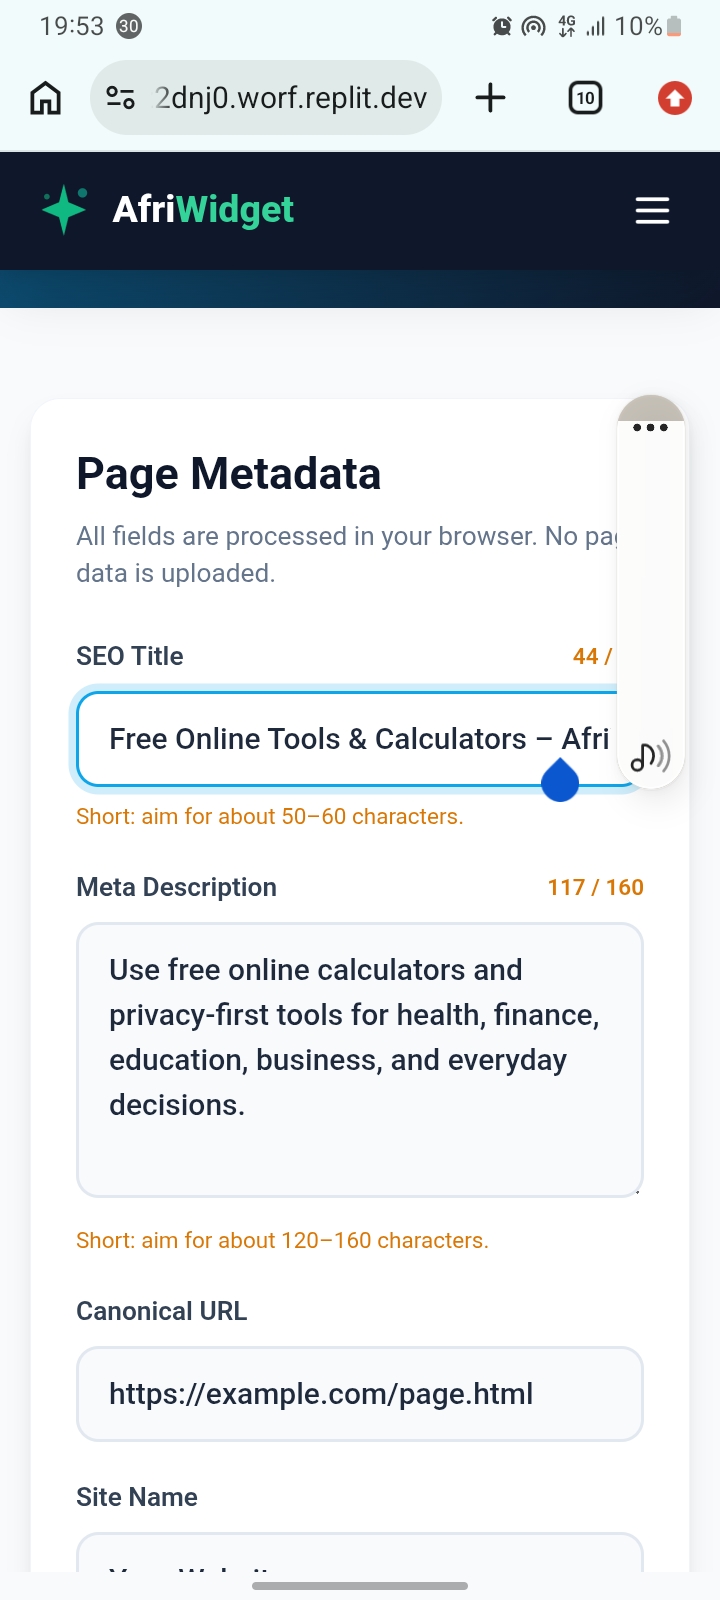 19:53 30 4G 10%
2dnj0.worf.replit.dev 10
AfriWidget
Page Metadata
All fields are processed in your browser. No
data is uploaded.
SEO Title 44 /
Free Online Tools & Calculators – Afri
Short: aim for about 50–60 characters.
Meta Description 117 / 160
Use free online calculators and
privacy-first tools for health, finance,
education, business, and everyday
decisions.
Short: aim for about 120–160 characters.
Canonical URL
https://example.com/page.html
Site Name